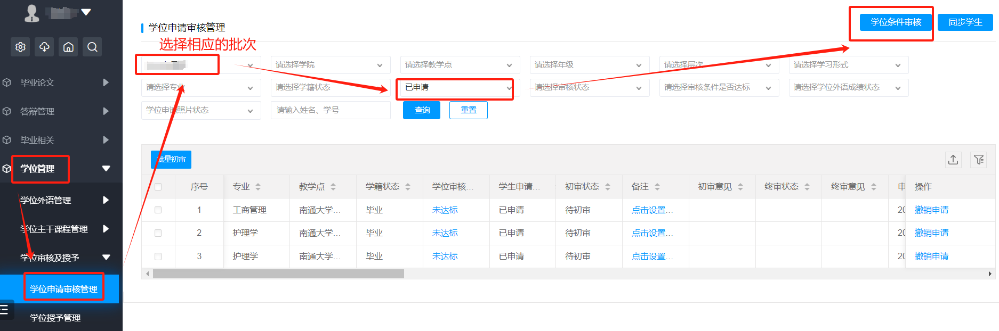 学位申请审核管理
学位条件审核
同步学生
选择相应的批次
请选择学院
请选择教学点
请选择年级
请选择层次
请选择学习形式
请选择专业
请选择学籍状态
已申请
请选择审核状态
请选择审核条件是否达标
请选择学位外语成绩状态
学位申请照片状态
请输入姓名、学号
查询
重置
毕业论文
答辩管理
毕业相关
学位管理
学位外语管理
学位主干课程管理
学位审核及授予
学位申请审核管理
学位授予管理
批量初审
序号 专业 教学点 学籍状态 学位审核... 学生申请... 初审状态 备注 初审意见 终审状态 终审意见 申 操作
1 工商管理 南通大学... 毕业 未达标 已申请 待初审 点击设置... 20 撤销申请
2 护理学 南通大学... 毕业 未达标 已申请 待初审 点击设置... 20 撤销申请
3 护理学 南通大学... 毕业 未达标 已申请 待初审 点击设置... 20 撤销申请